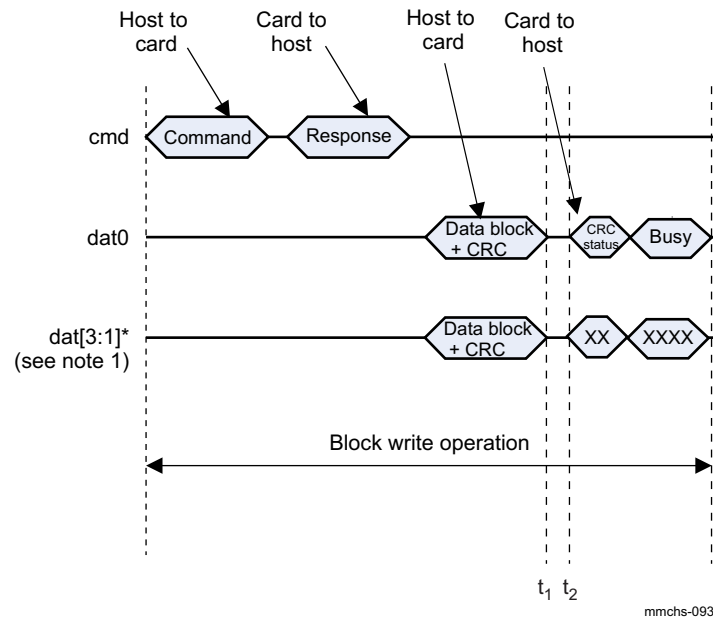 Host to
card
Card to
host
Host to
card
Card to
host
cmd
Command
Response
dat0
Data block
+ CRC
CRC
status
Busy
dat[3:1]*
(see note 1)
Data block
+ CRC
XX
XXXX
Block write operation
t1 t2
mmchs-093